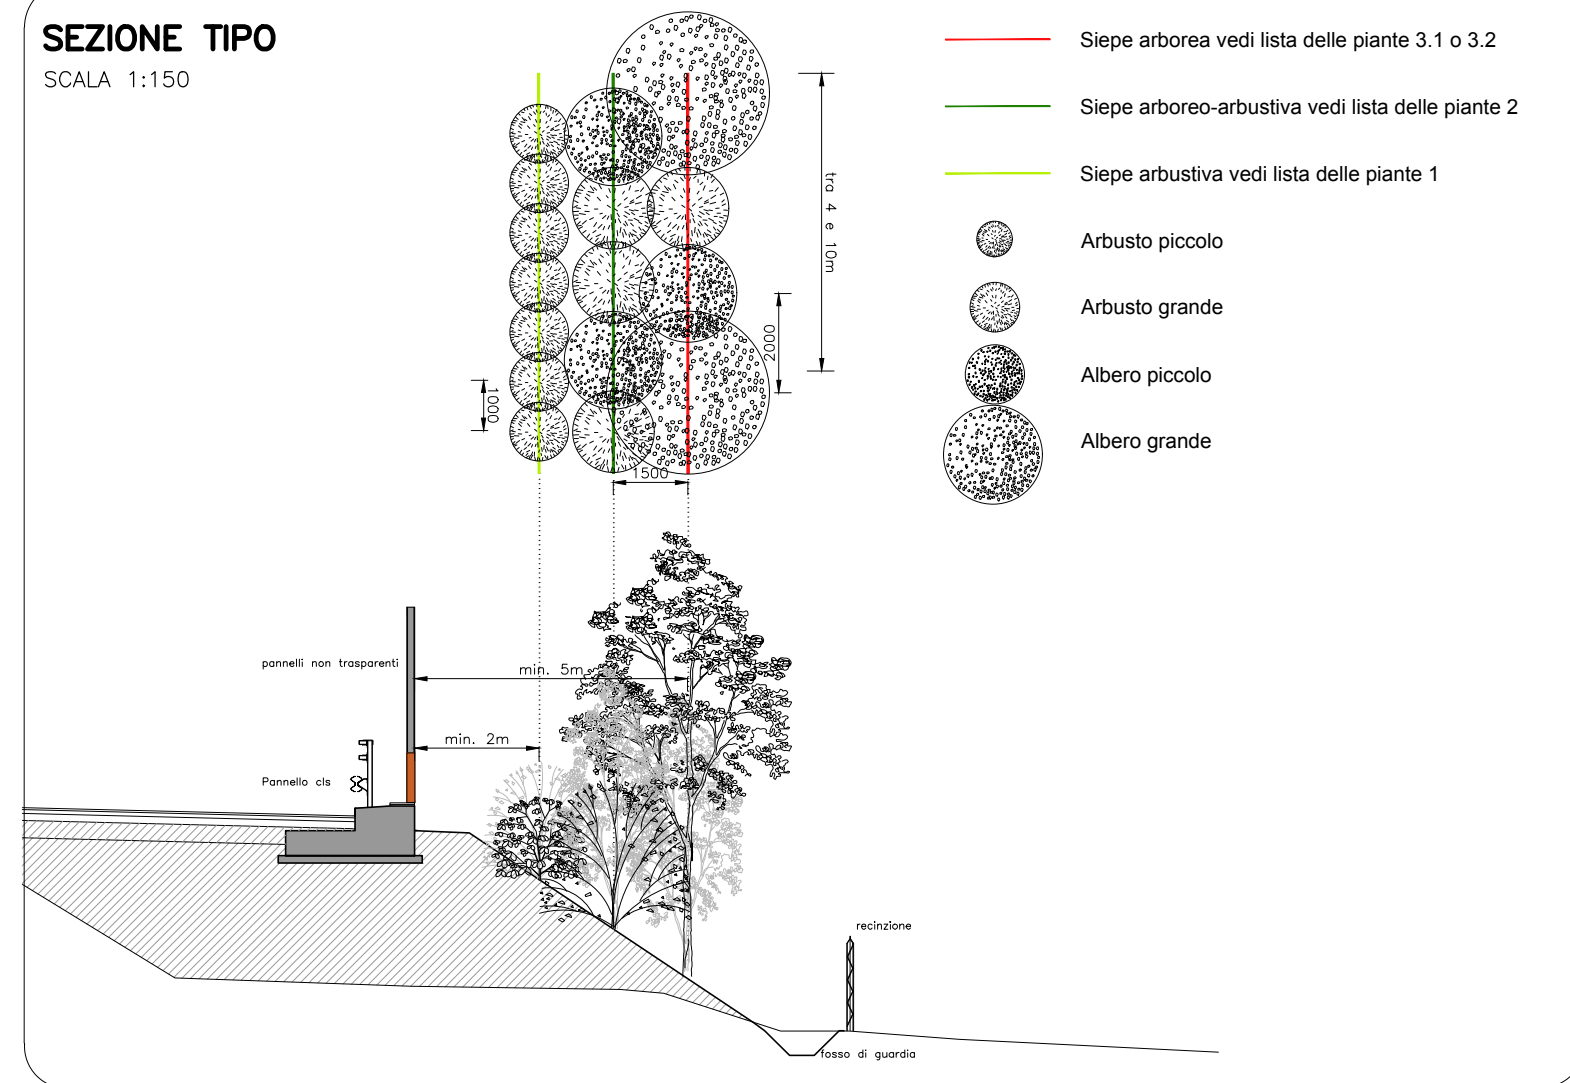 SEZIONE TIPO
SCALA 1:150
Siepe arborea vedi lista delle piante 3.1 o 3.2
Siepe arboreo-arbustiva vedi lista delle piante 2
Siepe arbustiva vedi lista delle piante 1
Arbusto piccolo
Arbusto grande
Albero piccolo
Albero grande
tra 4 e 10m
2000
1000
1500
pannelli non trasparenti
min. 5m
min. 2m
Pannello cls
recinzione
fosso di guardia